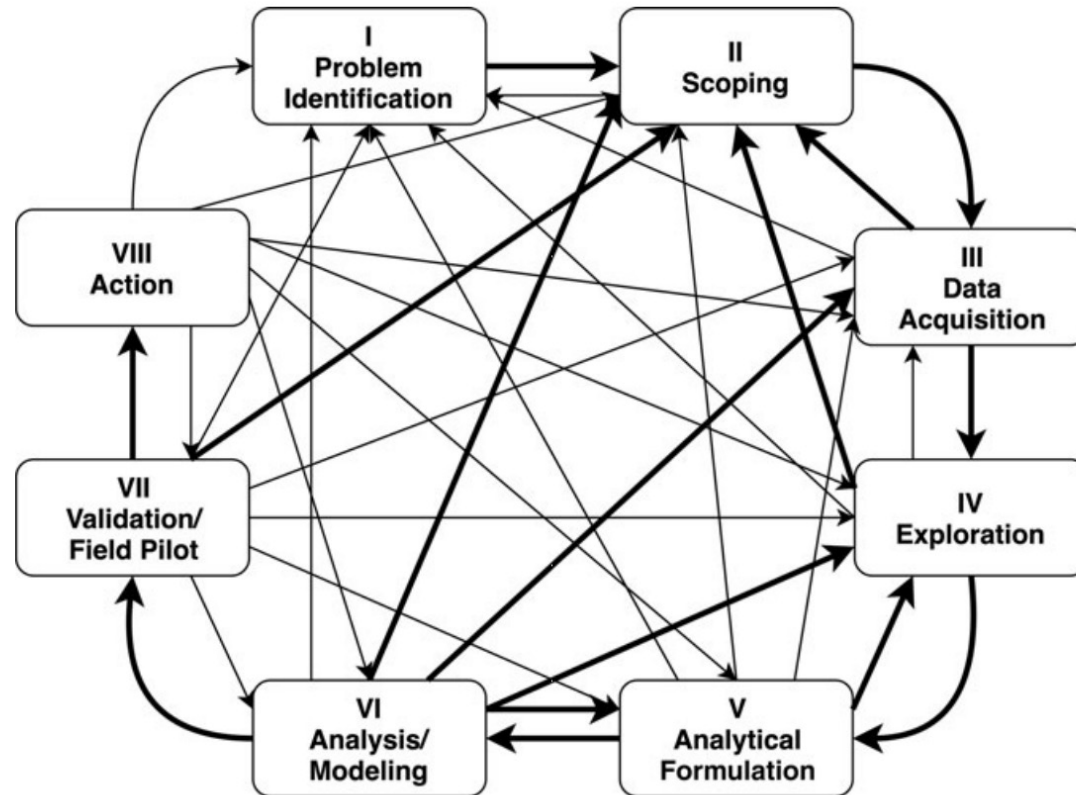 I
Problem
Identification
II
Scoping
III
Data
Acquisition
IV
Exploration
V
Analytical
Formulation
VI
Analysis/
Modeling
VII
Validation/
Field Pilot
VIII
Action